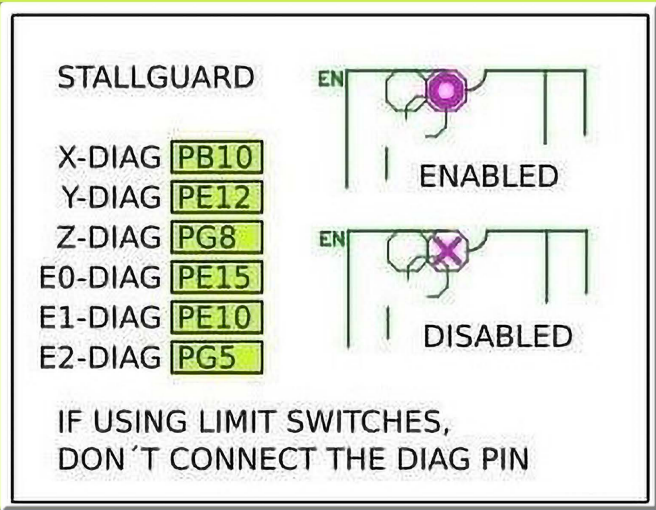 STALLGUARD
X-DIAG PB10
Y-DIAG PE12
Z-DIAG PG8
E0-DIAG PE15
E1-DIAG PE10
E2-DIAG PG5
EN
ENABLED
EN
DISABLED
IF USING LIMIT SWITCHES,
DON´T CONNECT THE DIAG PIN